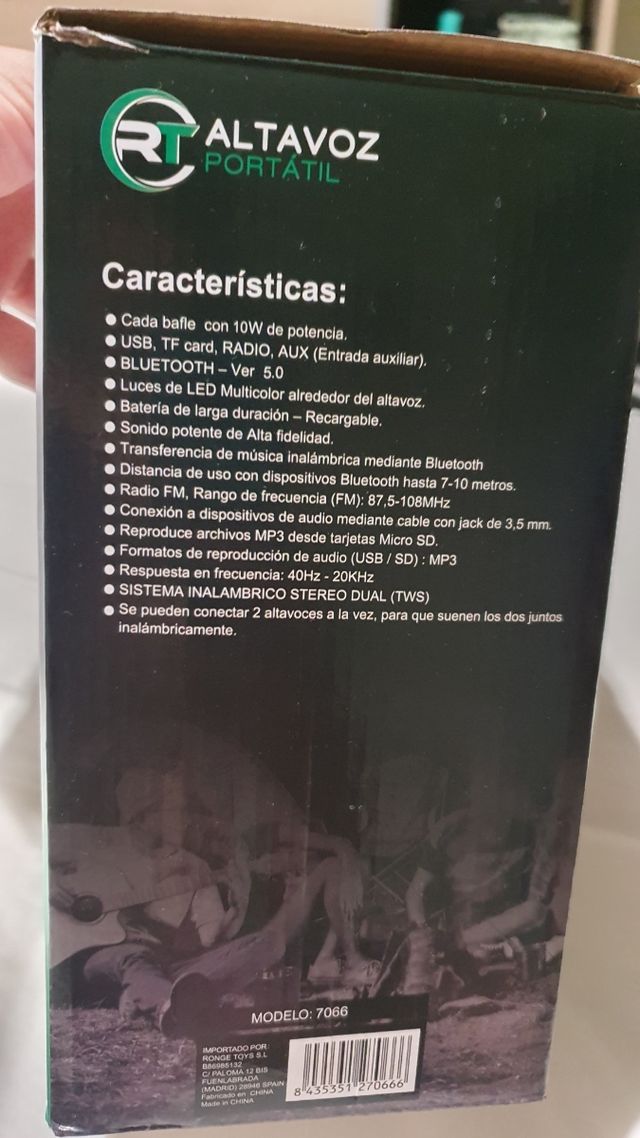 RT ALTAVOZ
PORTÁTIL
Características:
● Cada bafle con 10W de potencia.
● USB, TF card, RADIO, AUX (Entrada auxiliar).
● BLUETOOTH – Ver 5.0
● Luces de LED Multicolor alrededor del altavoz.
● Batería de larga duración – Recargable.
● Sonido potente de Alta fidelidad.
● Transferencia de música inalámbrica mediante Bluetooth
● Distancia de uso con dispositivos Bluetooth hasta 7-10 metros.
● Radio FM, Rango de frecuencia (FM): 87,5-108MHz
● Conexión a dispositivos de audio mediante cable con jack de 3,5 mm.
● Reproduce archivos MP3 desde tarjetas Micro SD.
● Formatos de reproducción de audio (USB / SD) : MP3
● Respuesta en frecuencia: 40Hz - 20KHz
● SISTEMA INALAMBRICO STEREO DUAL (TWS)
● Se pueden conectar 2 altavoces a la vez, para que suenen los dos juntos
inalámbricamente.
MODELO: 7066
IMPORTADO POR:
RONGE TOYS S.L
B86985132
C/ PALOMA 12 BIS
FUENLABRADA
(MADRID) 28946 SPAIN
Fabricado en :CHINA
Made in CHINA
8 435351 270666